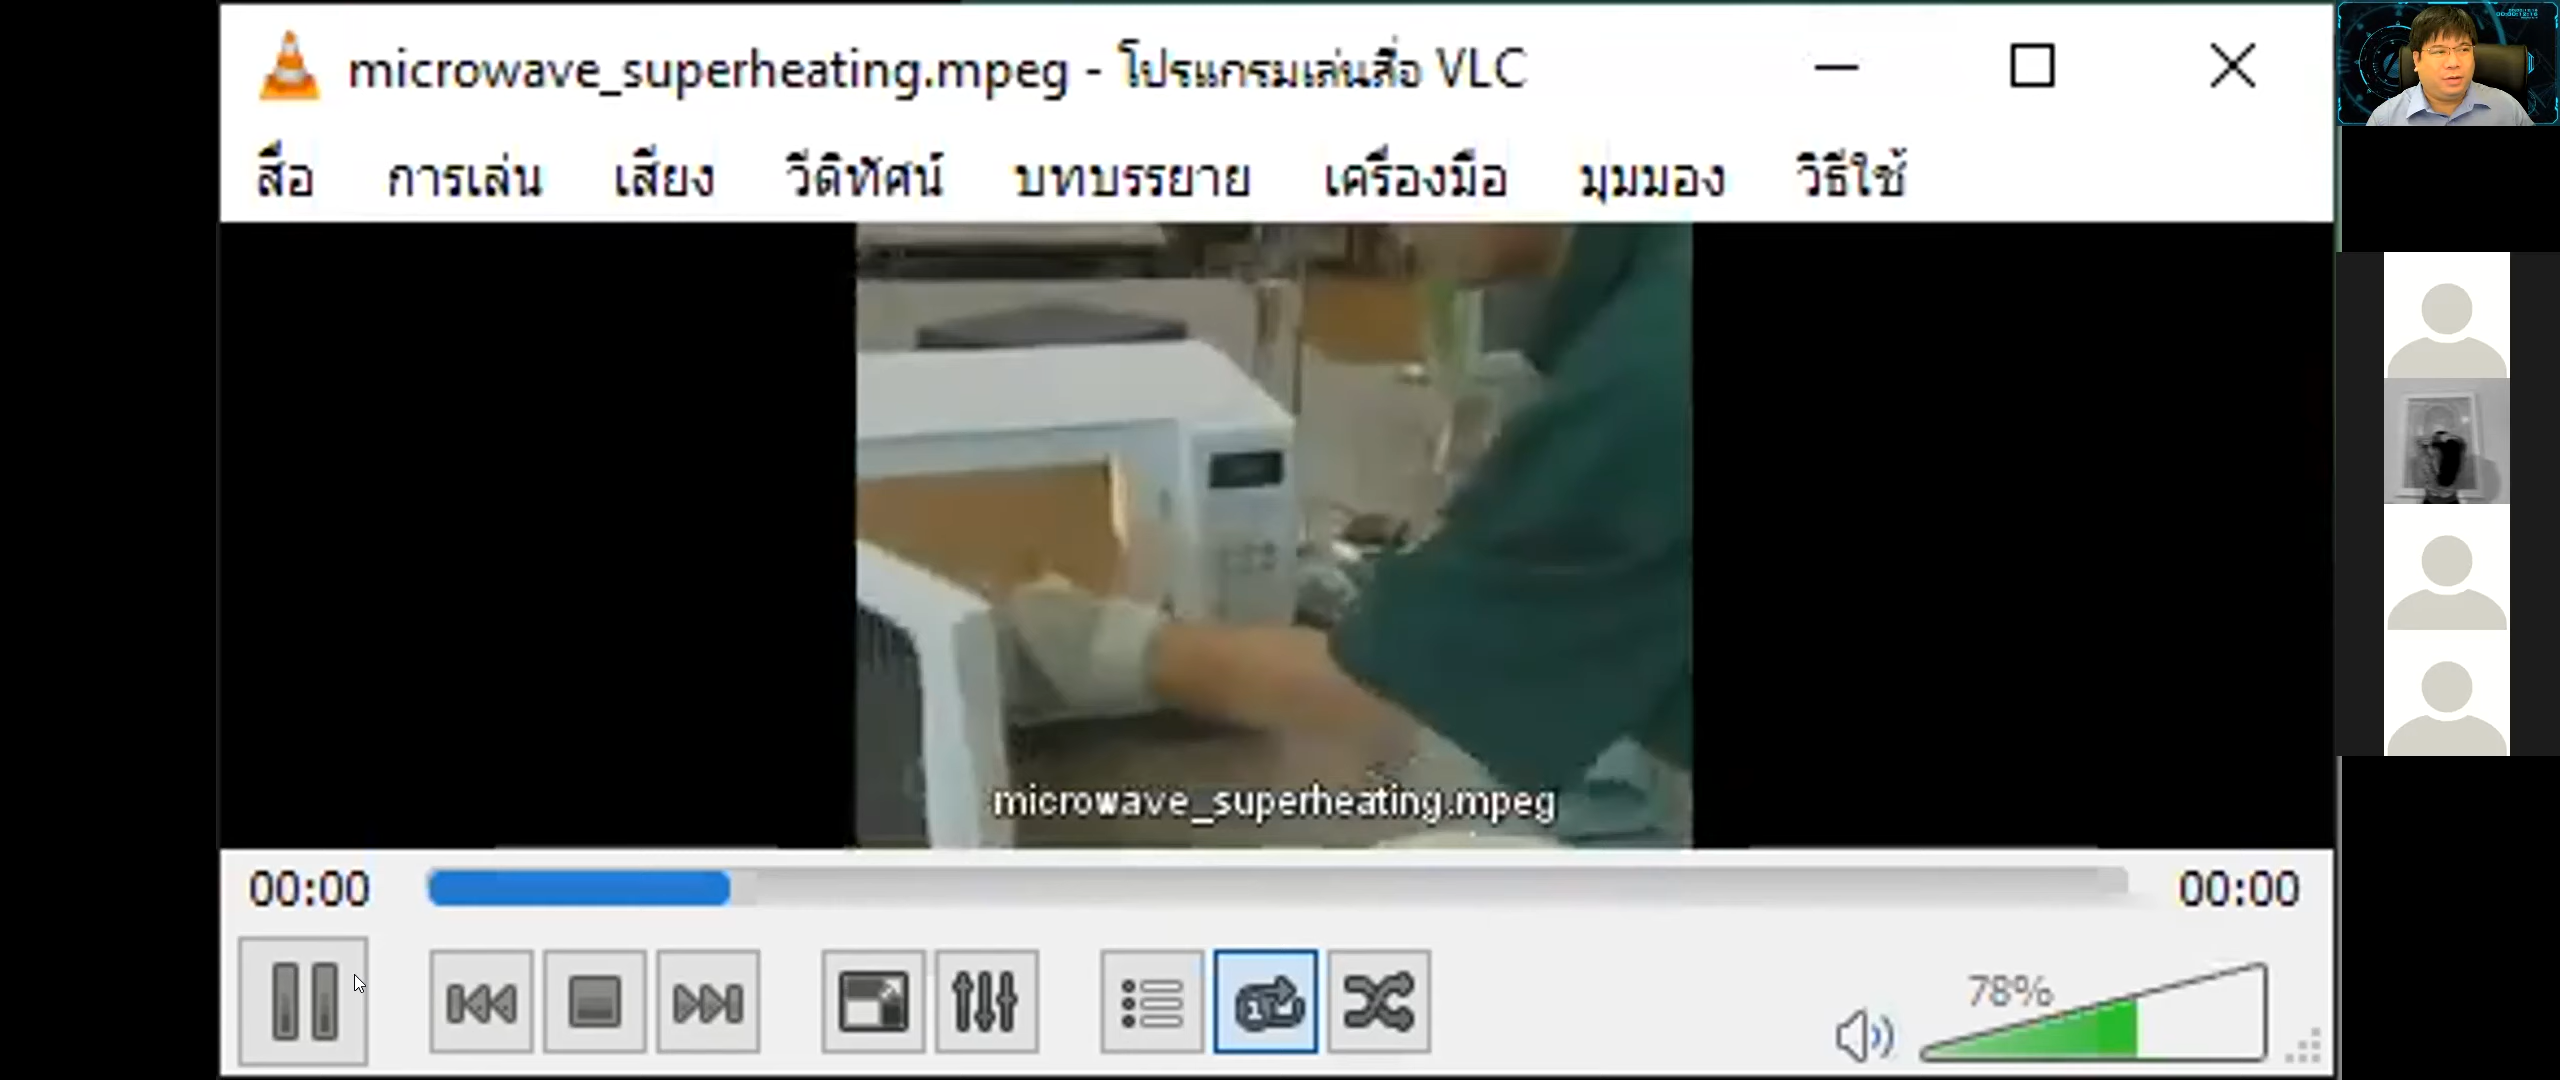 microwave_superheating.mpeg - โปรแกรมเล่นสื่อ VLC
สื่อ การเล่น เสียง วีดิทัศน์ บทบรรยาย เครื่องมือ มุมมอง วิธีใช้
microwave_superheating.mpeg
00:00 00:00
78%